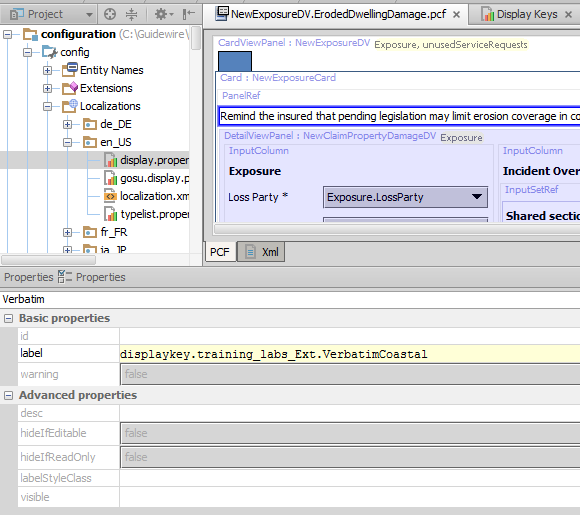 Project
NewExposureDV.ErodedDwellingDamage.pcf
Display Keys
configuration (C:\Guidewire\
config
Entity Names
Extensions
Localizations
de_DE
en_US
display.proper
gosu.display.p
localization.xm
typelist.proper
fr_FR
ja_JP
CardViewPanel : NewExposureDV Exposure, unusedServiceRequests
Card : NewExposureCard
PanelRef
Remind the insured that pending legislation may limit erosion coverage in co
DetailViewPanel : NewClaimPropertyDamageDV Exposure
InputColumn
Exposure
Loss Party *
Exposure.LossParty
InputColumn
Incident Over
InputSetRef
Shared sectio
PCF
Xml
Properties
Properties
Verbatim
Basic properties
id
label displaykey.training_labs_Ext.VerbatimCoastal
warning false
Advanced properties
desc
hideIfEditable false
hideIfReadOnly false
labelStyleClass
visible